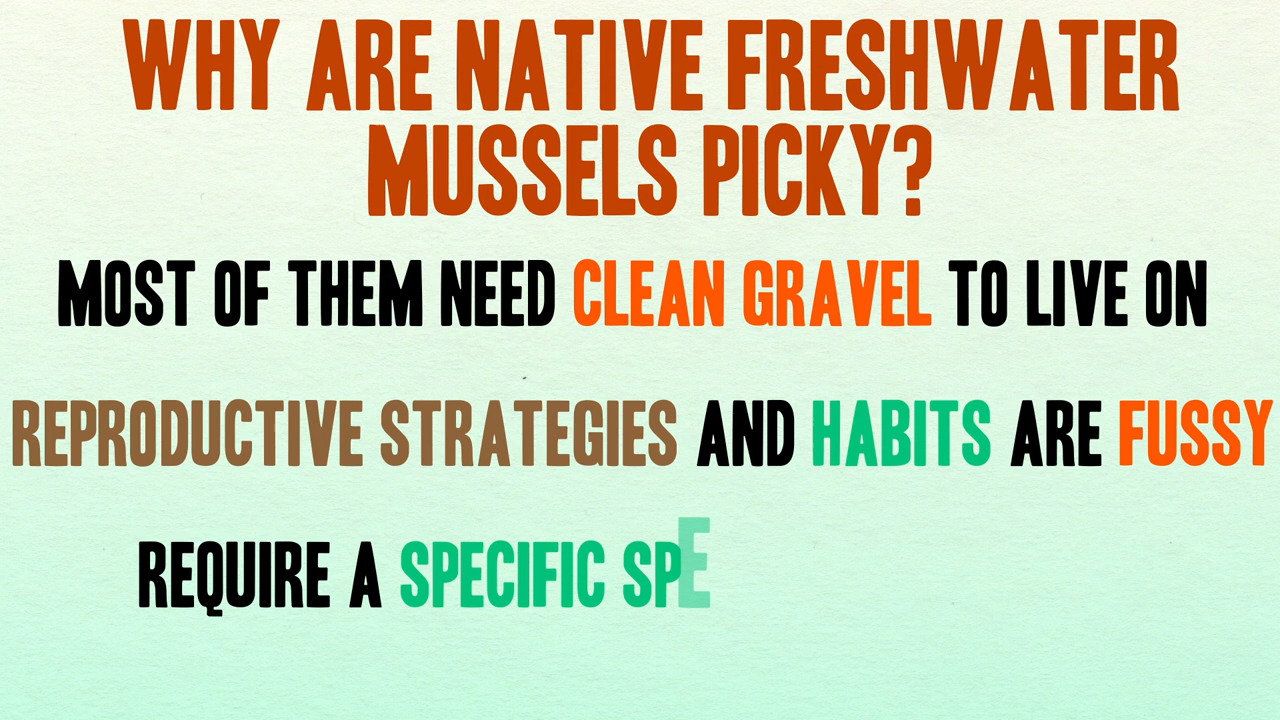 WHY ARE NATIVE FRESHWATER
MUSSELS PICKY?
MOST OF THEM NEED CLEAN GRAVEL TO LIVE ON
REPRODUCTIVE STRATEGIES AND HABITS ARE FUSSY
REQUIRE A SPECIFIC SPE